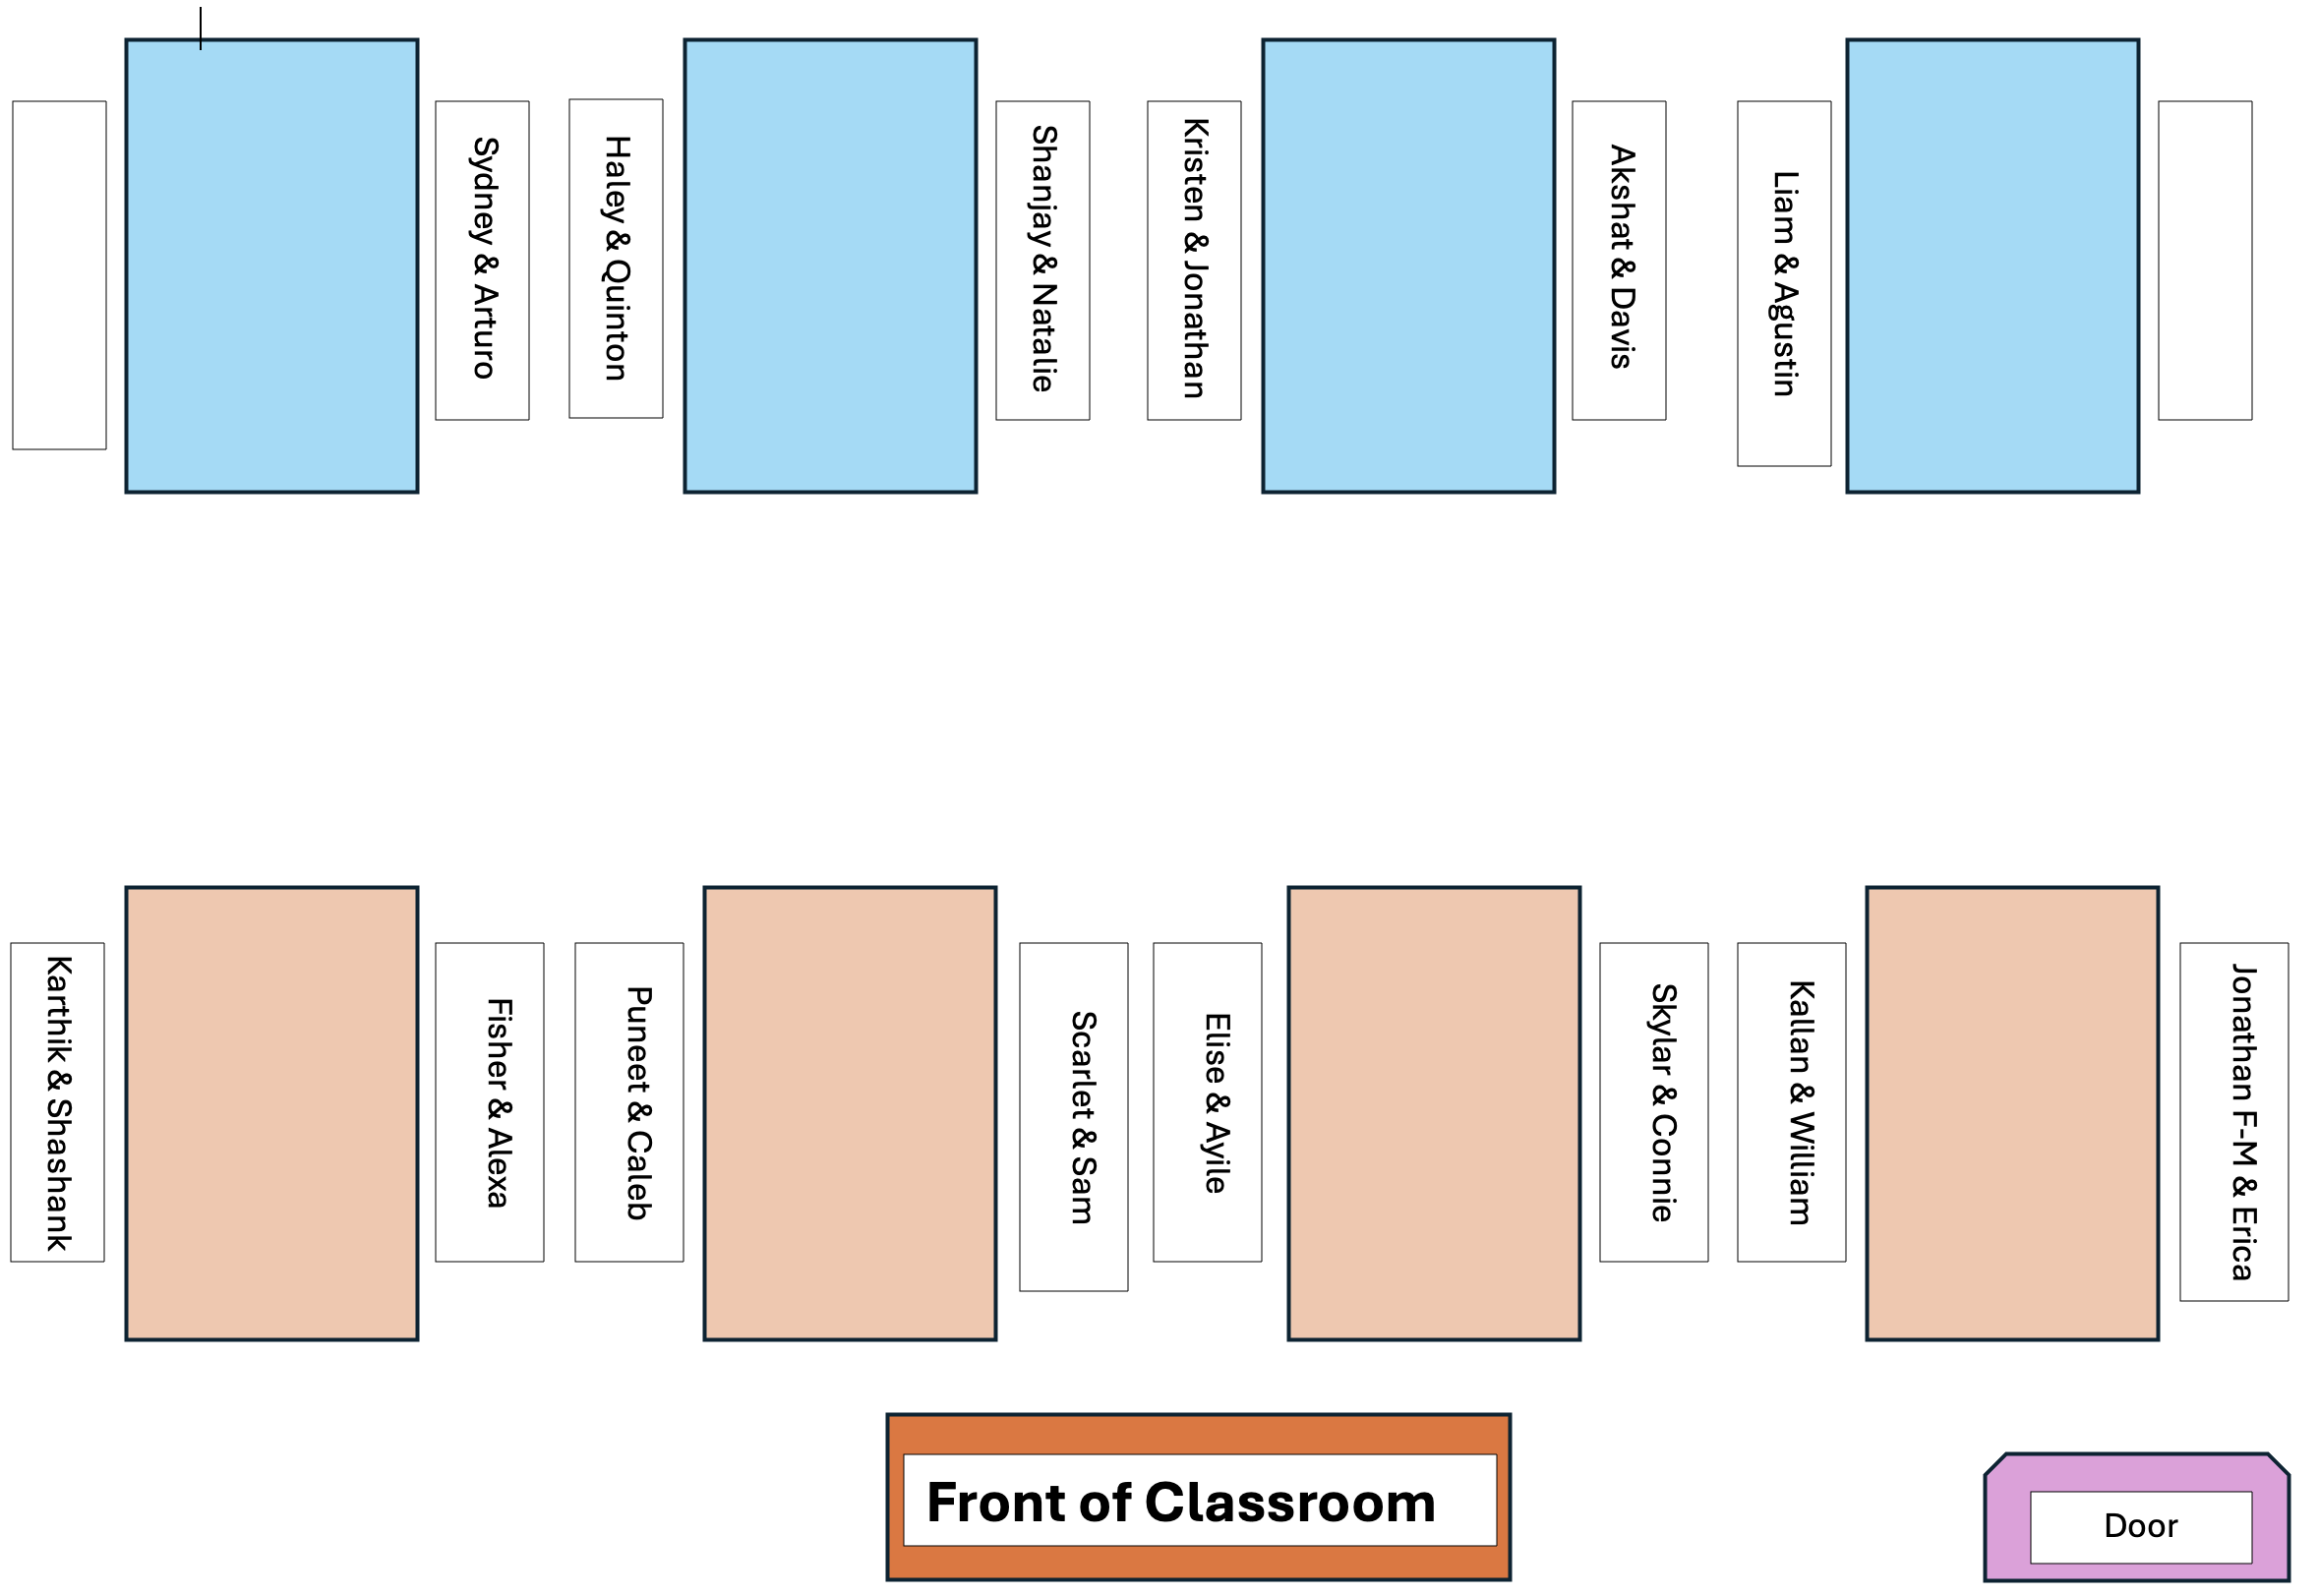 Sydney & Arturo
Haley & Quinton
Shanjay & Natalie
Kristen & Jonathan
Akshat & Davis
Liam & Agustin
Karthik & Shashank
Fisher & Alexa
Puneet & Caleb
Scarlet & Sam
Elise & Ayile
Skylar & Connie
Kallan & William
Jonathan F-M & Erica
Front of Classroom
Door